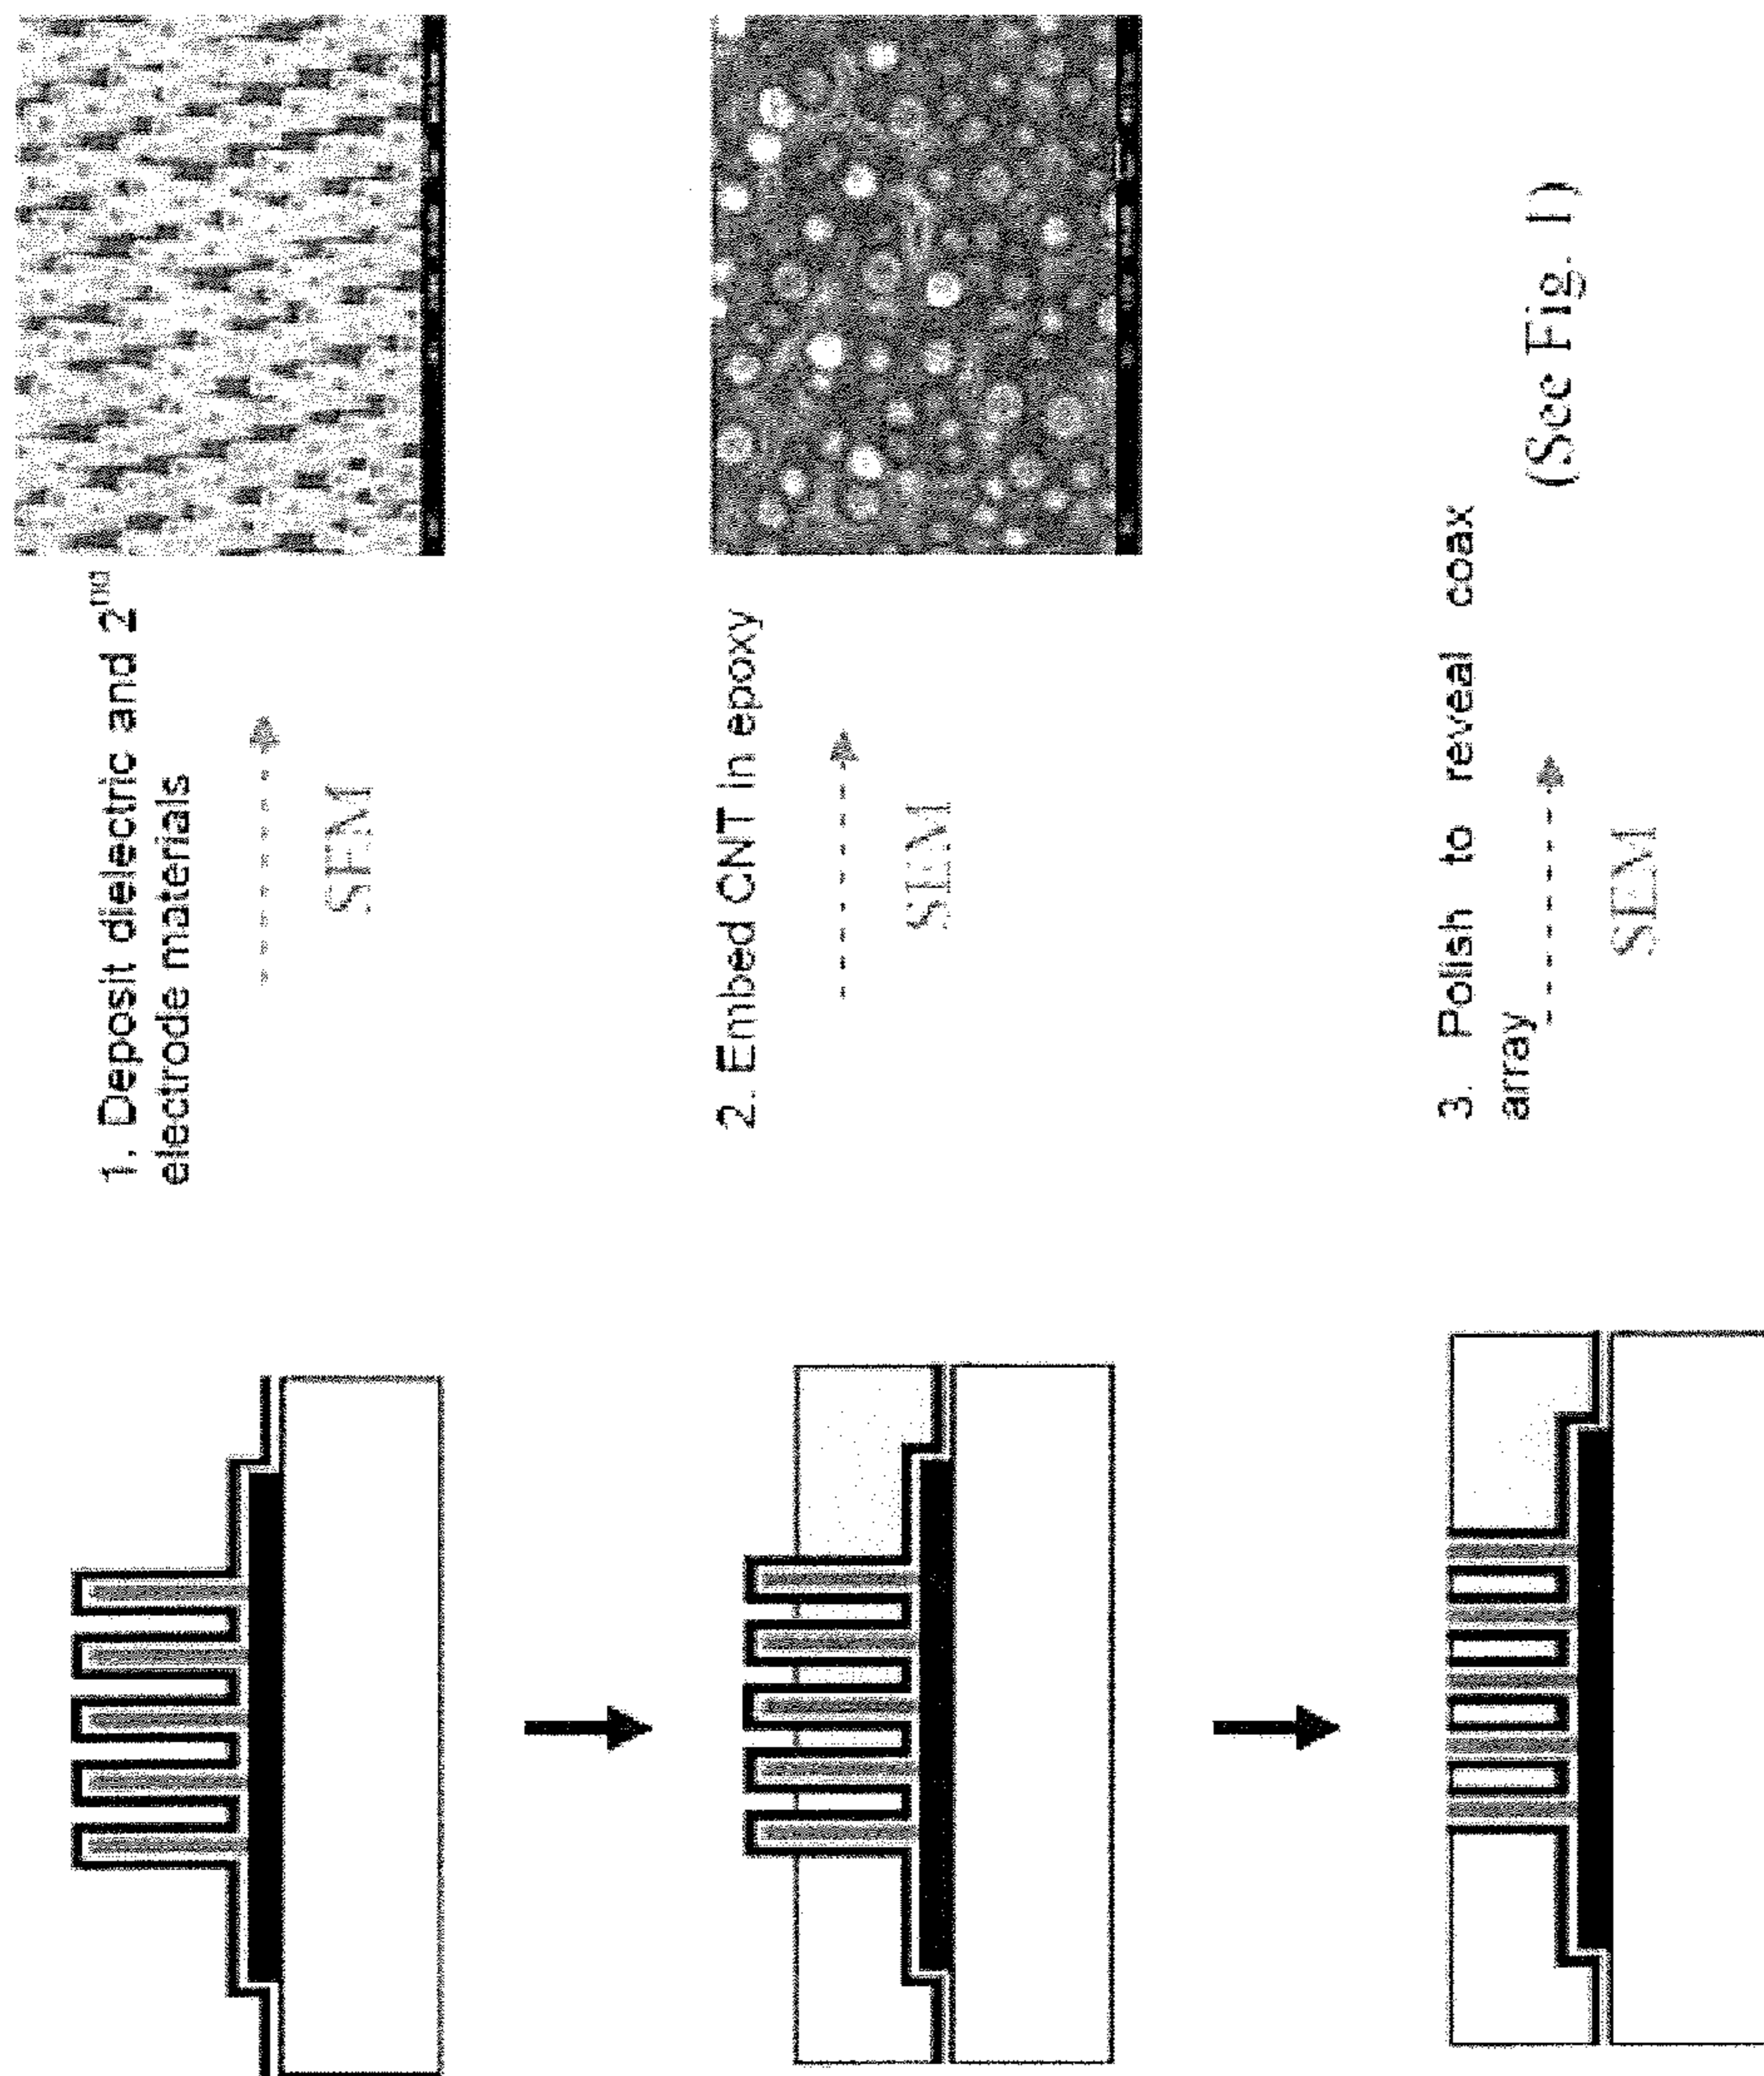 1. Deposit dielectric and 2nd
electrode materials
SEM
2. Embed CNT in epoxy
SEM
3. Polish to reveal coax
array
SEM
(See Fig. 1)